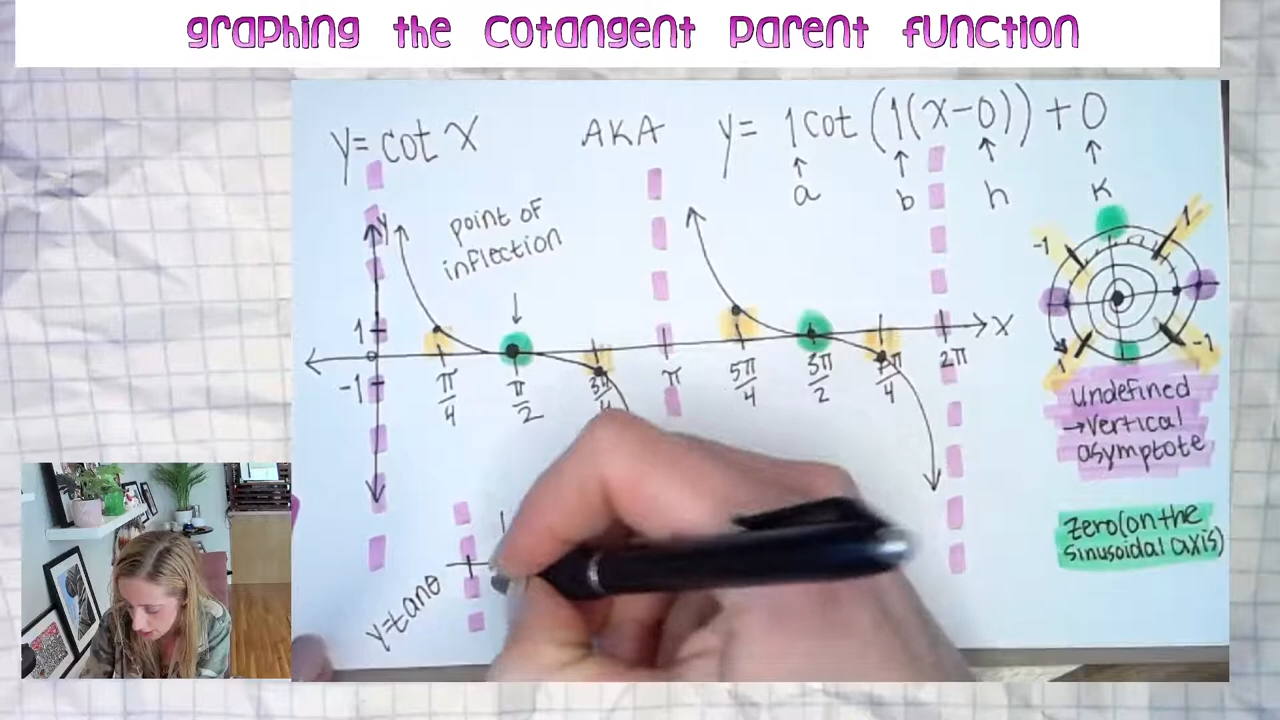 graphing the cotangent parent function
y= cot x
AKA
y= 1cot (1(x-0)) + 0
a
b
h
k
y
point of
inflection
1
-1
π/4
π/2
π
5π/4
3π/2
2π
x
-1
1
-1
undefined
→vertical
asymptote
zero(on the
sinusoidal axis)
y=tanθ